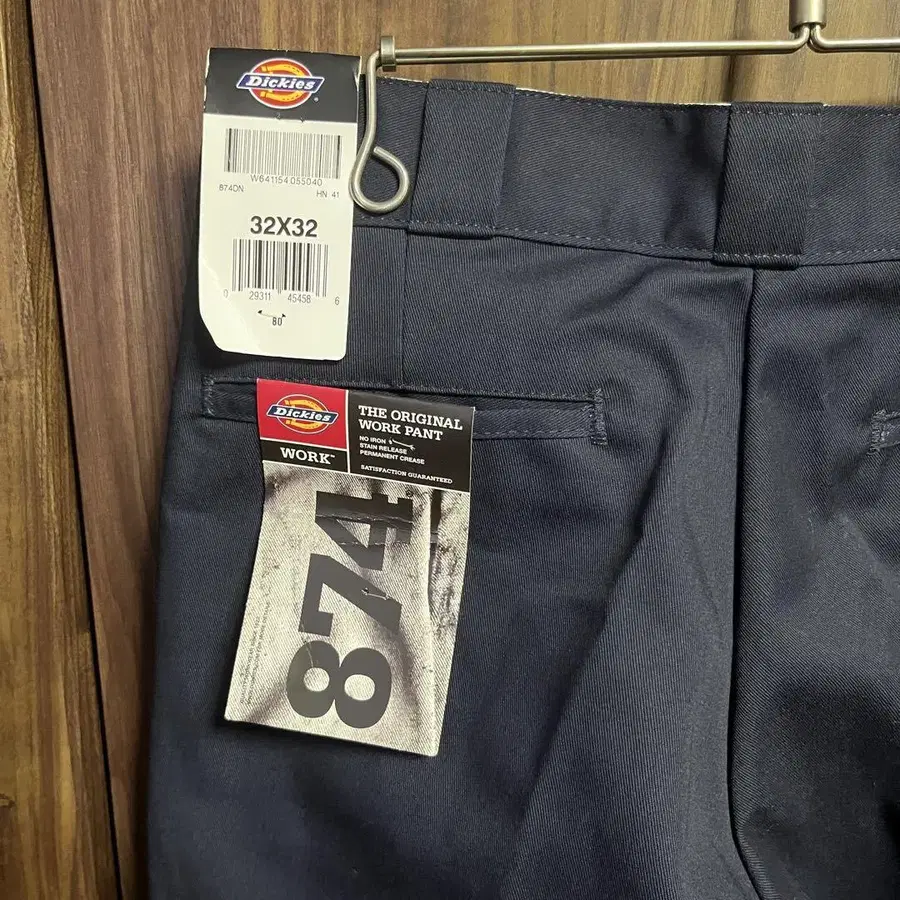 Dickies
W641154 055040
874DN
HN 41
32X32
0 29311 45458 6
80
Dickies
WORK™
THE ORIGINAL
WORK PANT
NO IRON
STAIN RELEASE
PERMANENT CREASE
SATISFACTION GUARANTEED
874